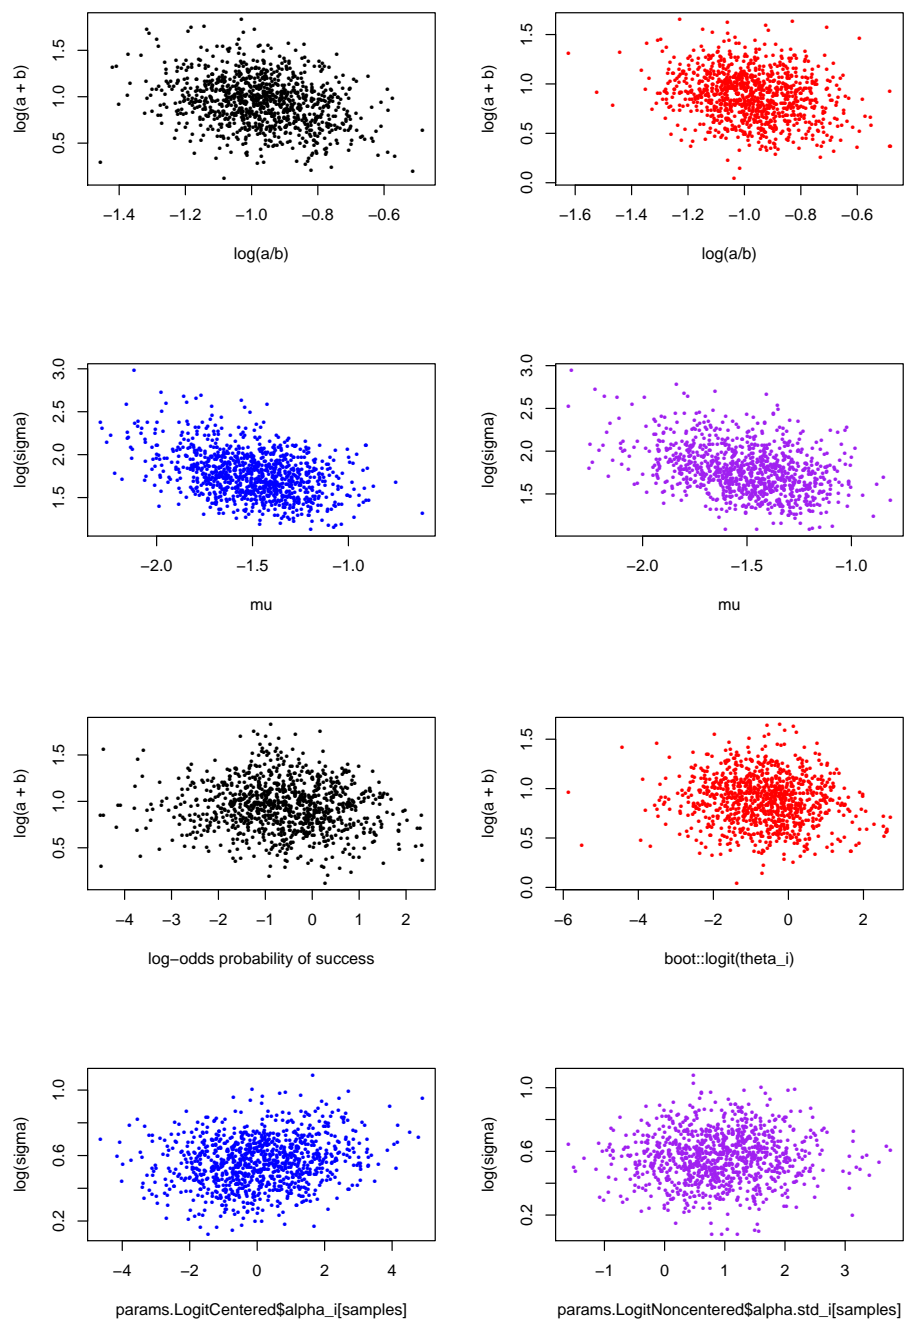 log(a + b)
0.5 1.0 1.5
−1.4 −1.2 −1.0 −0.8 −0.6
log(a/b)
log(a + b)
0.0 0.5 1.0 1.5
−1.6 −1.4 −1.2 −1.0 −0.8 −0.6
log(a/b)
log(sigma)
1.5 2.0 2.5 3.0
−2.0 −1.5 −1.0
mu
log(sigma)
1.5 2.0 2.5 3.0
−2.0 −1.5 −1.0
mu
log(a + b)
0.5 1.0 1.5
−4 −3 −2 −1 0 1 2
log−odds probability of success
log(a + b)
0.0 0.5 1.0 1.5
−6 −4 −2 0 2
boot::logit(theta_i)
log(sigma)
0.2 0.6 1.0
−4 −2 0 2 4
params.LogitCentered$alpha_i[samples]
log(sigma)
0.2 0.6 1.0
−1 0 1 2 3
params.LogitNoncentered$alpha.std_i[samples]